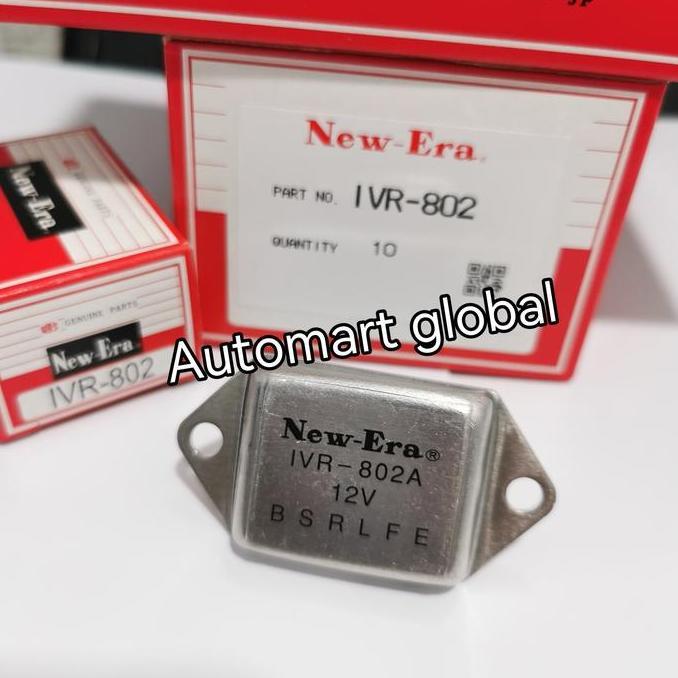 New-Era.
PART NO. IVR-802
QUANTITY 10
New-Era.
GENUINE PARTS
New-Era.
IVR-802
Automart global
New-Era®
IVR-802A
12V
B S R L F E